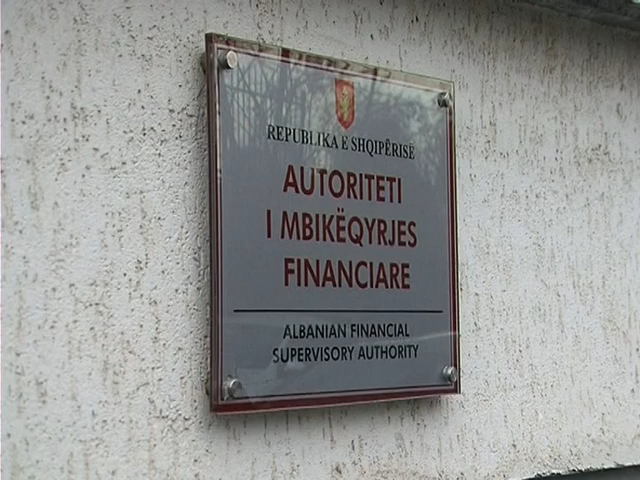 REPUBLIKA E SHQIPËRISË
AUTORITETI
I MBIKËQYRJES
FINANCIARE
ALBANIAN FINANCIAL
SUPERVISORY AUTHORITY